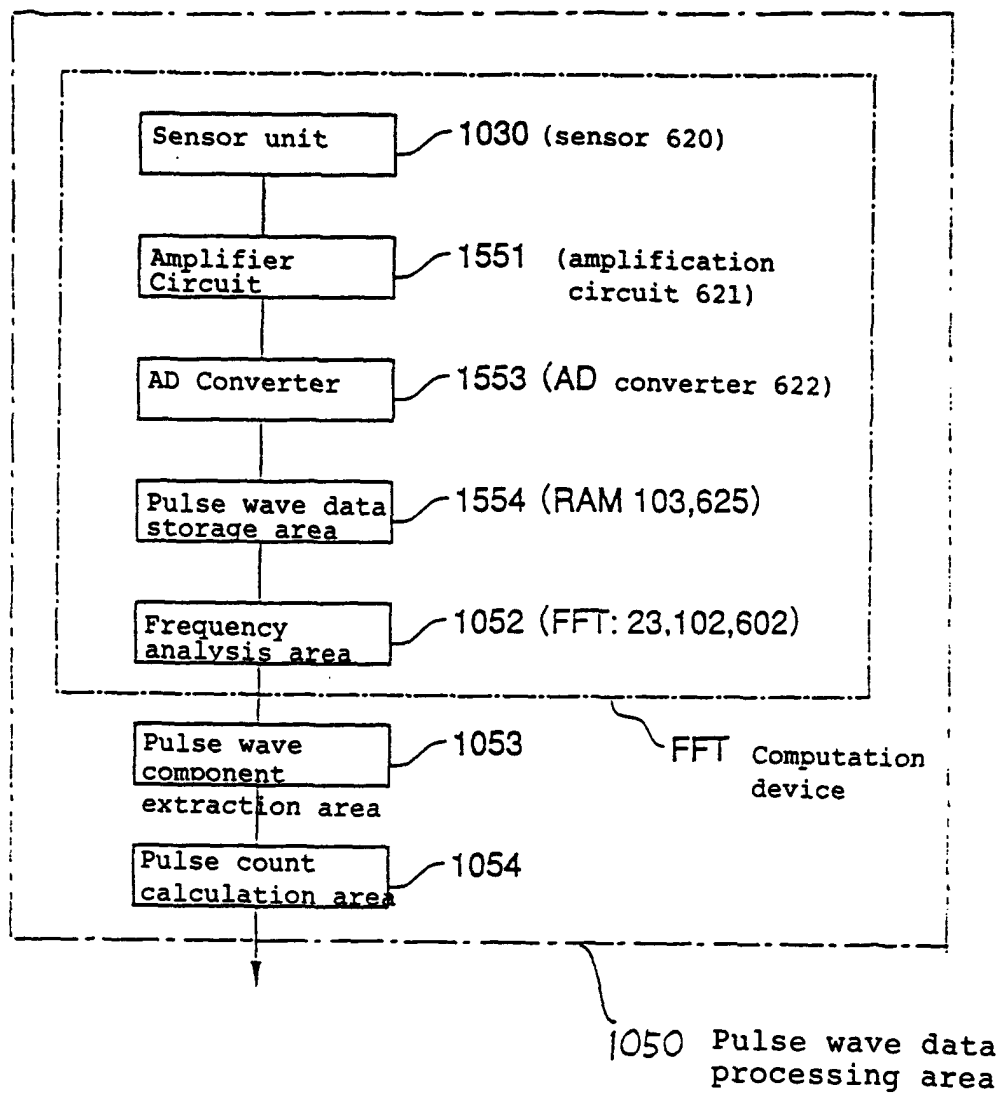 Sensor unit
1030 (sensor 620)
Amplifier
Circuit
1551 (amplification
circuit 621)
AD Converter
1553 (AD converter 622)
Pulse wave data
storage area
1554 (RAM 103,625)
Frequency
analysis area
1052 (FFT: 23,102,602)
Pulse wave
component
extraction area
1053
FFT Computation
device
Pulse count
calculation area
1054
1050 Pulse wave data
processing area